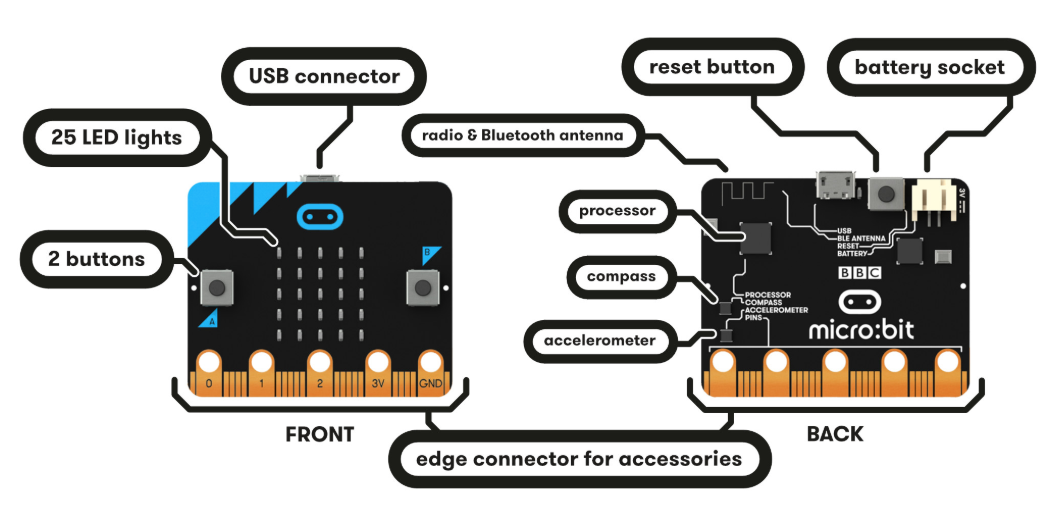 USB connector
25 LED lights
2 buttons
B
A
0 1 2 3V GND
FRONT
reset button
battery socket
radio & Bluetooth antenna
processor
compass
accelerometer
3V
USB
BLE ANTENNA
RESET
BATTERY
BBC
PROCESSOR
COMPASS
ACCELEROMETER
PINS
micro:bit
BACK
edge connector for accessories